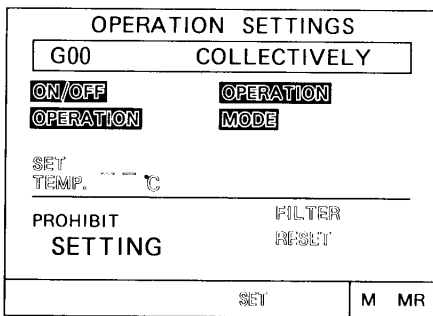 OPERATION SETTINGS
G00 COLLECTIVELY
ON/OFF OPERATION
OPERATION MODE
SET
TEMP. -- -- °C
PROHIBIT FILTER
SETTING RESET
SET M MR